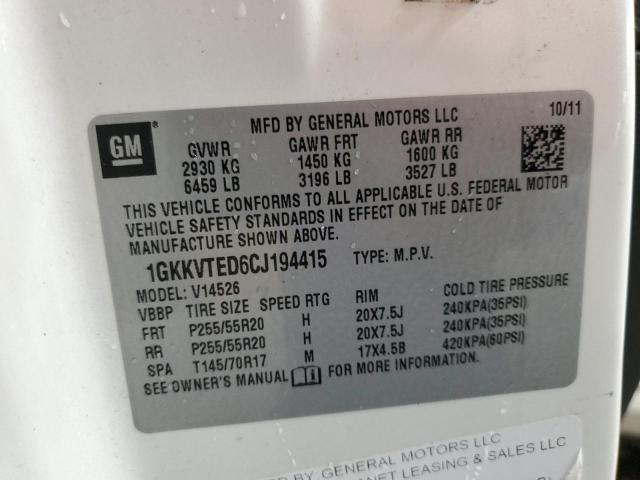 MFD BY GENERAL MOTORS LLC 10/11
GM®
GVWR GAWR FRT GAWR RR
2930 KG 1450 KG 1600 KG
6459 LB 3196 LB 3527 LB
THIS VEHICLE CONFORMS TO ALL APPLICABLE U.S. FEDERAL MOTOR
VEHICLE SAFETY STANDARDS IN EFFECT ON THE DATE OF
MANUFACTURE SHOWN ABOVE.
1GKKVTED6CJ194415 TYPE: M.P.V.
MODEL: V14526
VBBP TIRE SIZE SPEED RTG RIM COLD TIRE PRESSURE
FRT P255/55R20 H 20X7.5J 240KPA(35PSI)
RR P255/55R20 H 20X7.5J 240KPA(35PSI)
SPA T145/70R17 M 17X4.5B 420KPA(60PSI)
SEE OWNER'S MANUAL FOR MORE INFORMATION.
BY GENERAL MOTORS LLC
LEASING & SALES LLC